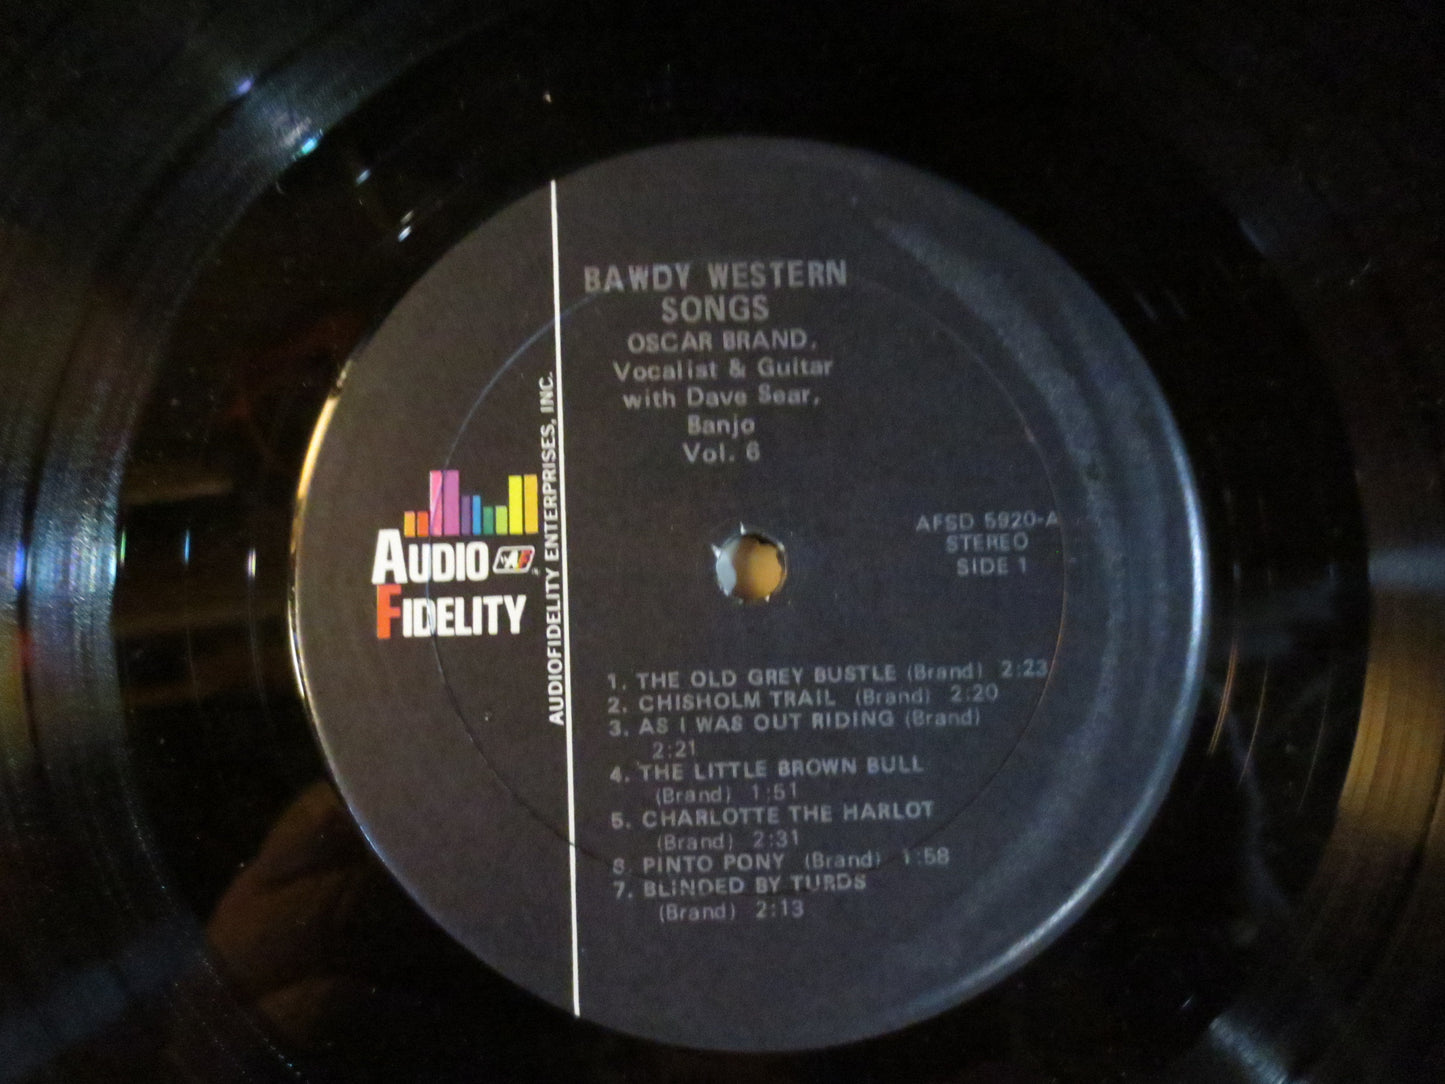 BAWDY WESTERN
SONGS
OSCAR BRAND,
Vocalist & Guitar
with Dave Sear,
Banjo
Vol. 6
AUDIO
FIDELITY
AUDIOFIDELITY ENTERPRISES, INC.
AFSD 5920-A
STEREO
SIDE 1
1. THE OLD GREY BUSTLE (Brand) 2:23
2. CHISHOLM TRAIL (Brand) 2:20
3. AS I WAS OUT RIDING (Brand)
2:21
4. THE LITTLE BROWN BULL
(Brand) 1:51
5. CHARLOTTE THE HARLOT
(Brand) 2:31
6. PINTO PONY (Brand) 1:58
7. BLINDED BY TURDS
(Brand) 2:13